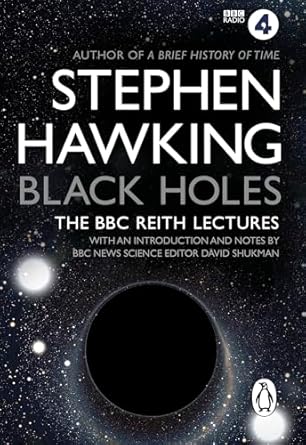 BBC
RADIO
4
AUTHOR OF A BRIEF HISTORY OF TIME
STEPHEN
HAWKING
BLACK HOLES
THE BBC REITH LECTURES
WITH AN INTRODUCTION AND NOTES BY
BBC NEWS SCIENCE EDITOR DAVID SHUKMAN